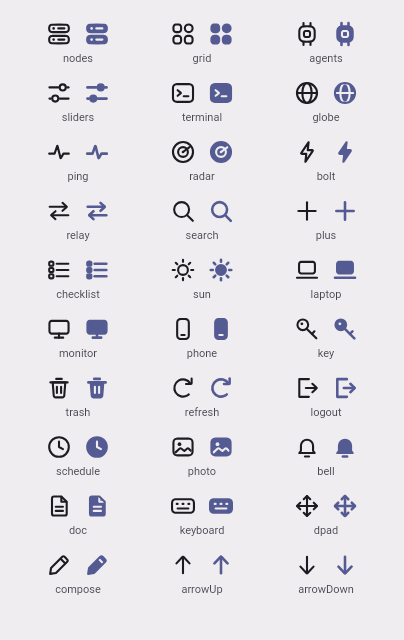 nodes grid agents
sliders terminal globe
ping radar bolt
relay search plus
checklist sun laptop
monitor phone key
trash refresh logout
schedule photo bell
doc keyboard dpad
compose arrowUp arrowDown